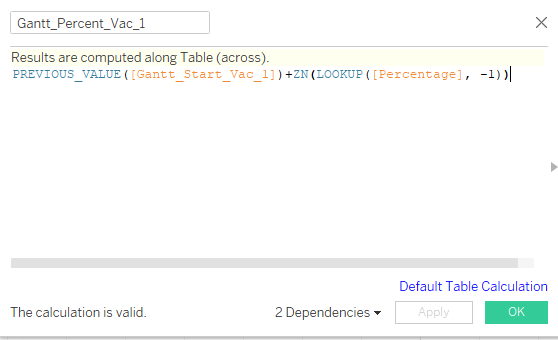 Gantt_Percent_Vac_1
Results are computed along Table (across).
PREVIOUS_VALUE([Gantt_Start_Vac_1])+ZN(LOOKUP([Percentage], -1))
Default Table Calculation
The calculation is valid.
2 Dependencies
Apply
OK